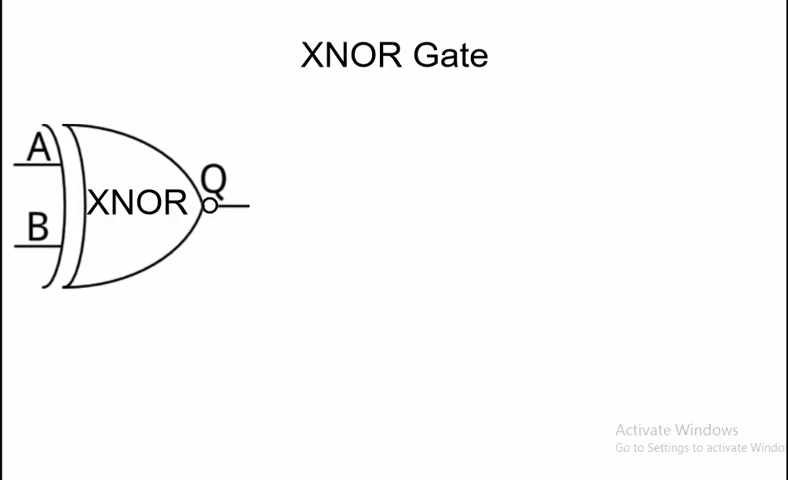 XNOR Gate
A
Q
XNOR
B
Activate Windows
Go to Settings to activate Windo